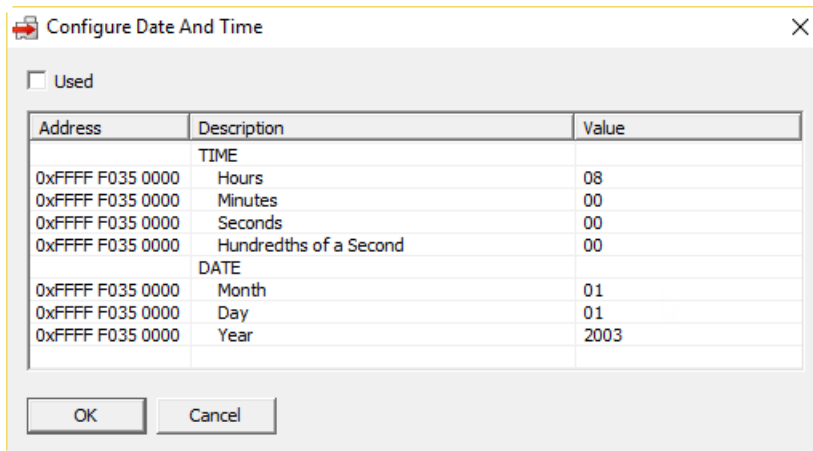 Configure Date And Time
Used
Address Description Value
TIME
0xFFFF F035 0000 Hours 08
0xFFFF F035 0000 Minutes 00
0xFFFF F035 0000 Seconds 00
0xFFFF F035 0000 Hundredths of a Second 00
DATE
0xFFFF F035 0000 Month 01
0xFFFF F035 0000 Day 01
0xFFFF F035 0000 Year 2003
OK Cancel